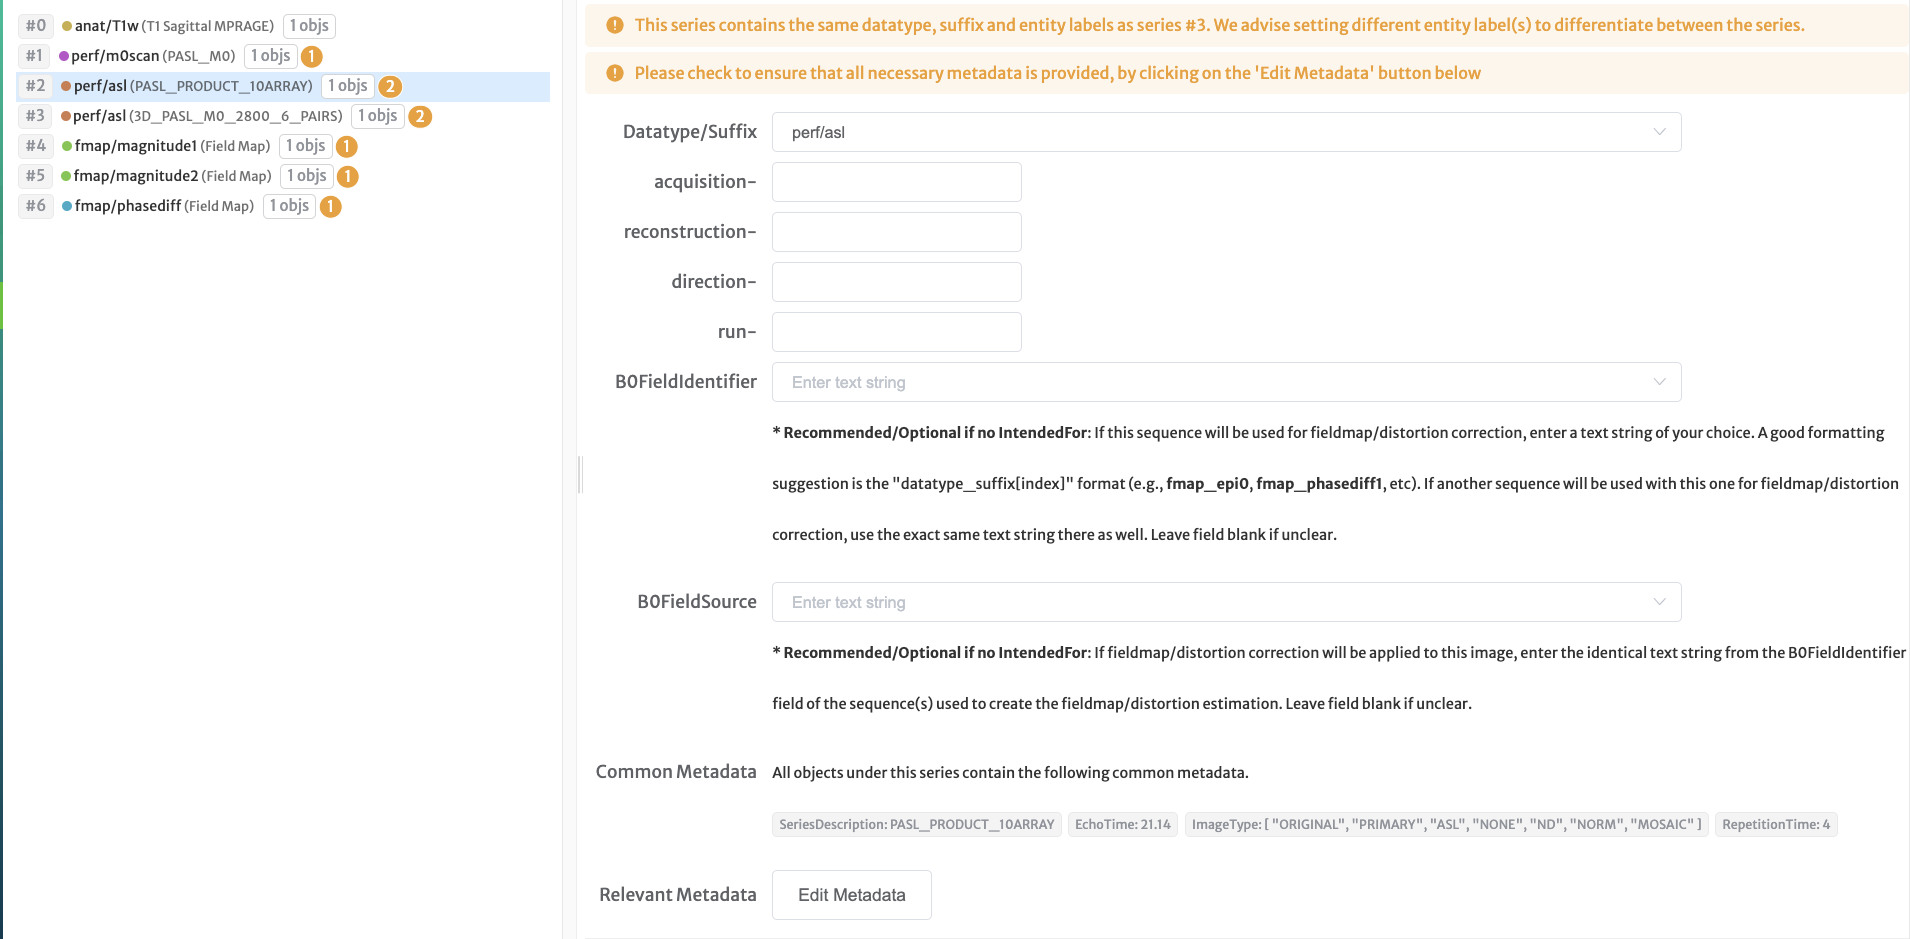 #0 anat/T1w (T1 Sagittal MPRAGE) 1 objs
#1 perf/m0scan (PASL_M0) 1 objs 1
#2 perf/asl (PASL_PRODUCT_10ARRAY) 1 objs 2
#3 perf/asl (3D_PASL_M0_2800_6_PAIRS) 1 objs 2
#4 fmap/magnitude1 (Field Map) 1 objs 1
#5 fmap/magnitude2 (Field Map) 1 objs 1
#6 fmap/phasediff (Field Map) 1 objs 1
This series contains the same datatype, suffix and entity labels as series #3. We advise setting different entity label(s) to differentiate between the series.
Please check to ensure that all necessary metadata is provided, by clicking on the 'Edit Metadata' button below
Datatype/Suffix perf/asl
acquisition-
reconstruction-
direction-
run-
B0FieldIdentifier Enter text string
* Recommended/Optional if no IntendedFor: If this sequence will be used for fieldmap/distortion correction, enter a text string of your choice. A good formatting
suggestion is the "datatype_suffix[index]" format (e.g., fmap_epi0, fmap_phasediff1, etc). If another sequence will be used with this one for fieldmap/distortion
correction, use the exact same text string there as well. Leave field blank if unclear.
B0FieldSource Enter text string
* Recommended/Optional if no IntendedFor: If fieldmap/distortion correction will be applied to this image, enter the identical text string from the B0FieldIdentifier
field of the sequence(s) used to create the fieldmap/distortion estimation. Leave field blank if unclear.
Common Metadata All objects under this series contain the following common metadata.
SeriesDescription: PASL_PRODUCT_10ARRAY EchoTime: 21.14 ImageType: [ "ORIGINAL", "PRIMARY", "ASL", "NONE", "ND", "NORM", "MOSAIC" ] RepetitionTime: 4
Relevant Metadata Edit Metadata